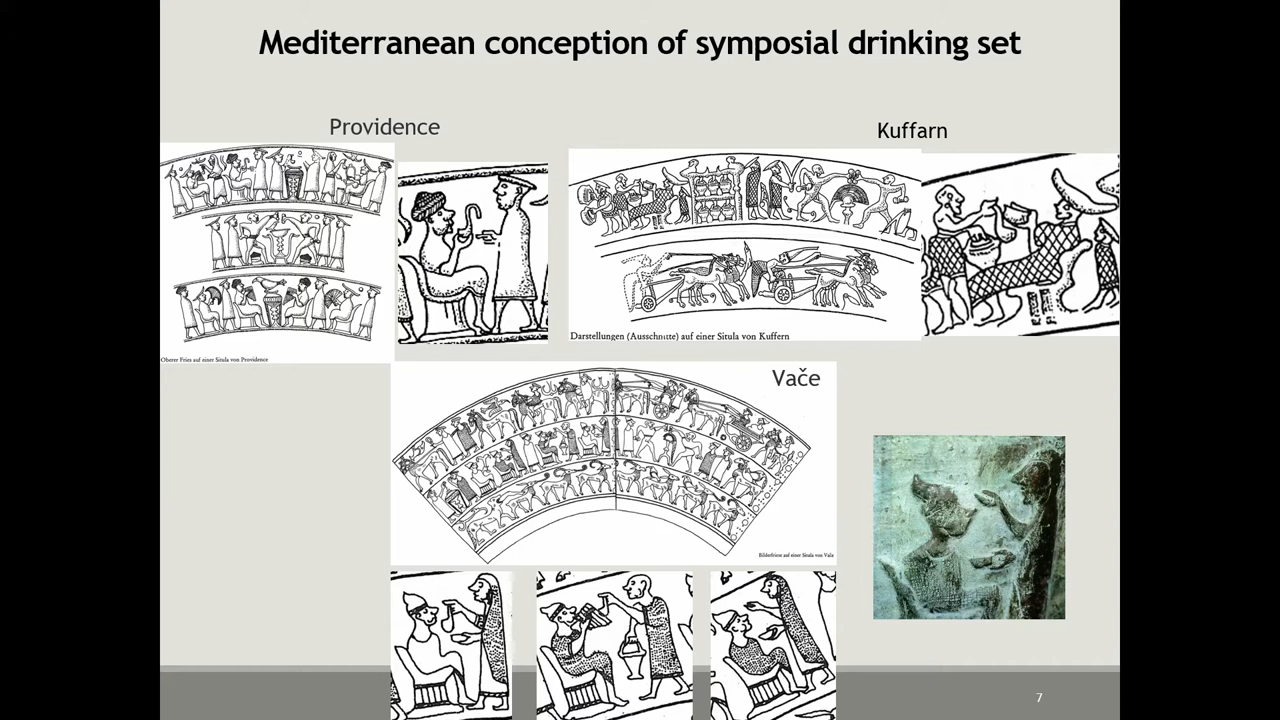 Mediterranean conception of symposial drinking set
Providence
Kuffarn
Oberer Fries auf einer Situla von Providence
Darstellungen (Ausschnitte) auf einer Situla von Kuffern
Vače
Bilderfriese auf einer Situla von Vače
7